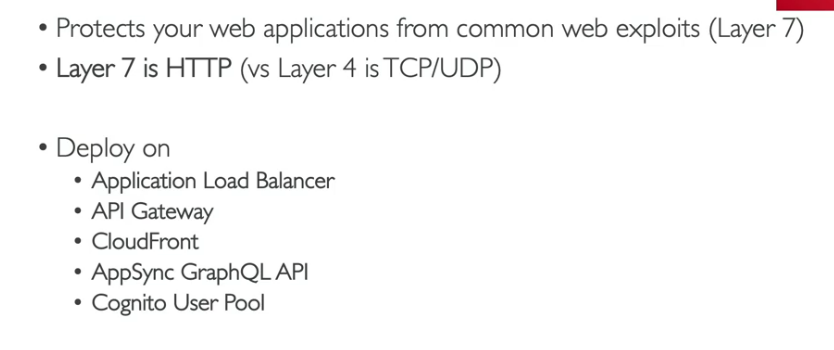 • Protects your web applications from common web exploits (Layer 7)
• Layer 7 is HTTP (vs Layer 4 is TCP/UDP)
• Deploy on
• Application Load Balancer
• API Gateway
• CloudFront
• AppSync GraphQL API
• Cognito User Pool